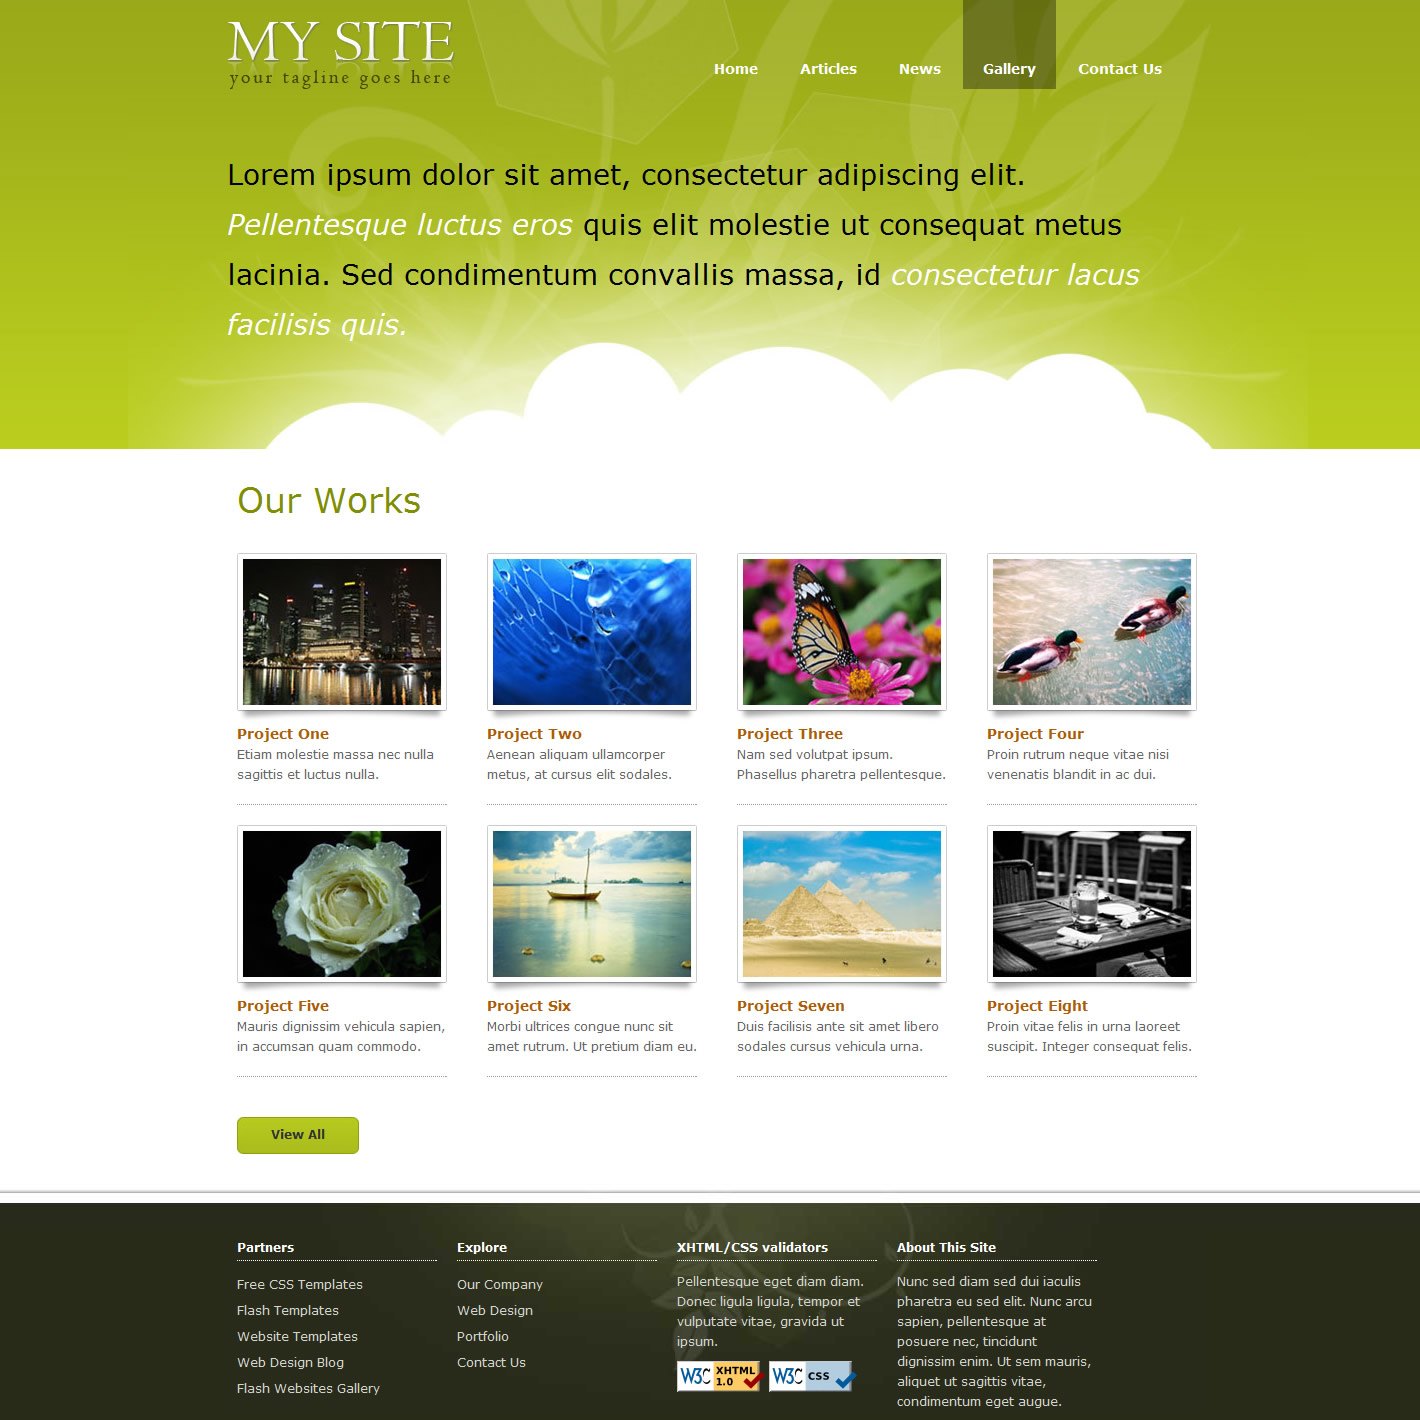 MY SITE
your tagline goes here
Home Articles News Gallery Contact Us
Lorem ipsum dolor sit amet, consectetur adipiscing elit.
Pellentesque luctus eros quis elit molestie ut consequat metus
lacinia. Sed condimentum convallis massa, id consectetur lacus
facilisis quis.
Our Works
Project One
Etiam molestie massa nec nulla
sagittis et luctus nulla.
Project Two
Aenean aliquam ullamcorper
metus, at cursus elit sodales.
Project Three
Nam sed volutpat ipsum.
Phasellus pharetra pellentesque.
Project Four
Proin rutrum neque vitae nisi
venenatis blandit in ac dui.
Project Five
Mauris dignissim vehicula sapien,
in accumsan quam commodo.
Project Six
Morbi ultrices congue nunc sit
amet rutrum. Ut pretium diam eu.
Project Seven
Duis facilisis ante sit amet libero
sodales cursus vehicula urna.
Project Eight
Proin vitae felis in urna laoreet
suscipit. Integer consequat felis.
View All
Partners
Free CSS Templates
Flash Templates
Website Templates
Web Design Blog
Flash Websites Gallery
Explore
Our Company
Web Design
Portfolio
Contact Us
XHTML/CSS validators
Pellentesque eget diam diam.
Donec ligula ligula, tempor et
vulputate vitae, gravida ut
ipsum.
W3C XHTML 1.0
W3C CSS
About This Site
Nunc sed diam sed dui iaculis
pharetra eu sed elit. Nunc arcu
sapien, pellentesque at
posuere nec, tincidunt
dignissim enim. Ut sem mauris,
aliquet ut sagittis vitae,
condimentum eget augue.